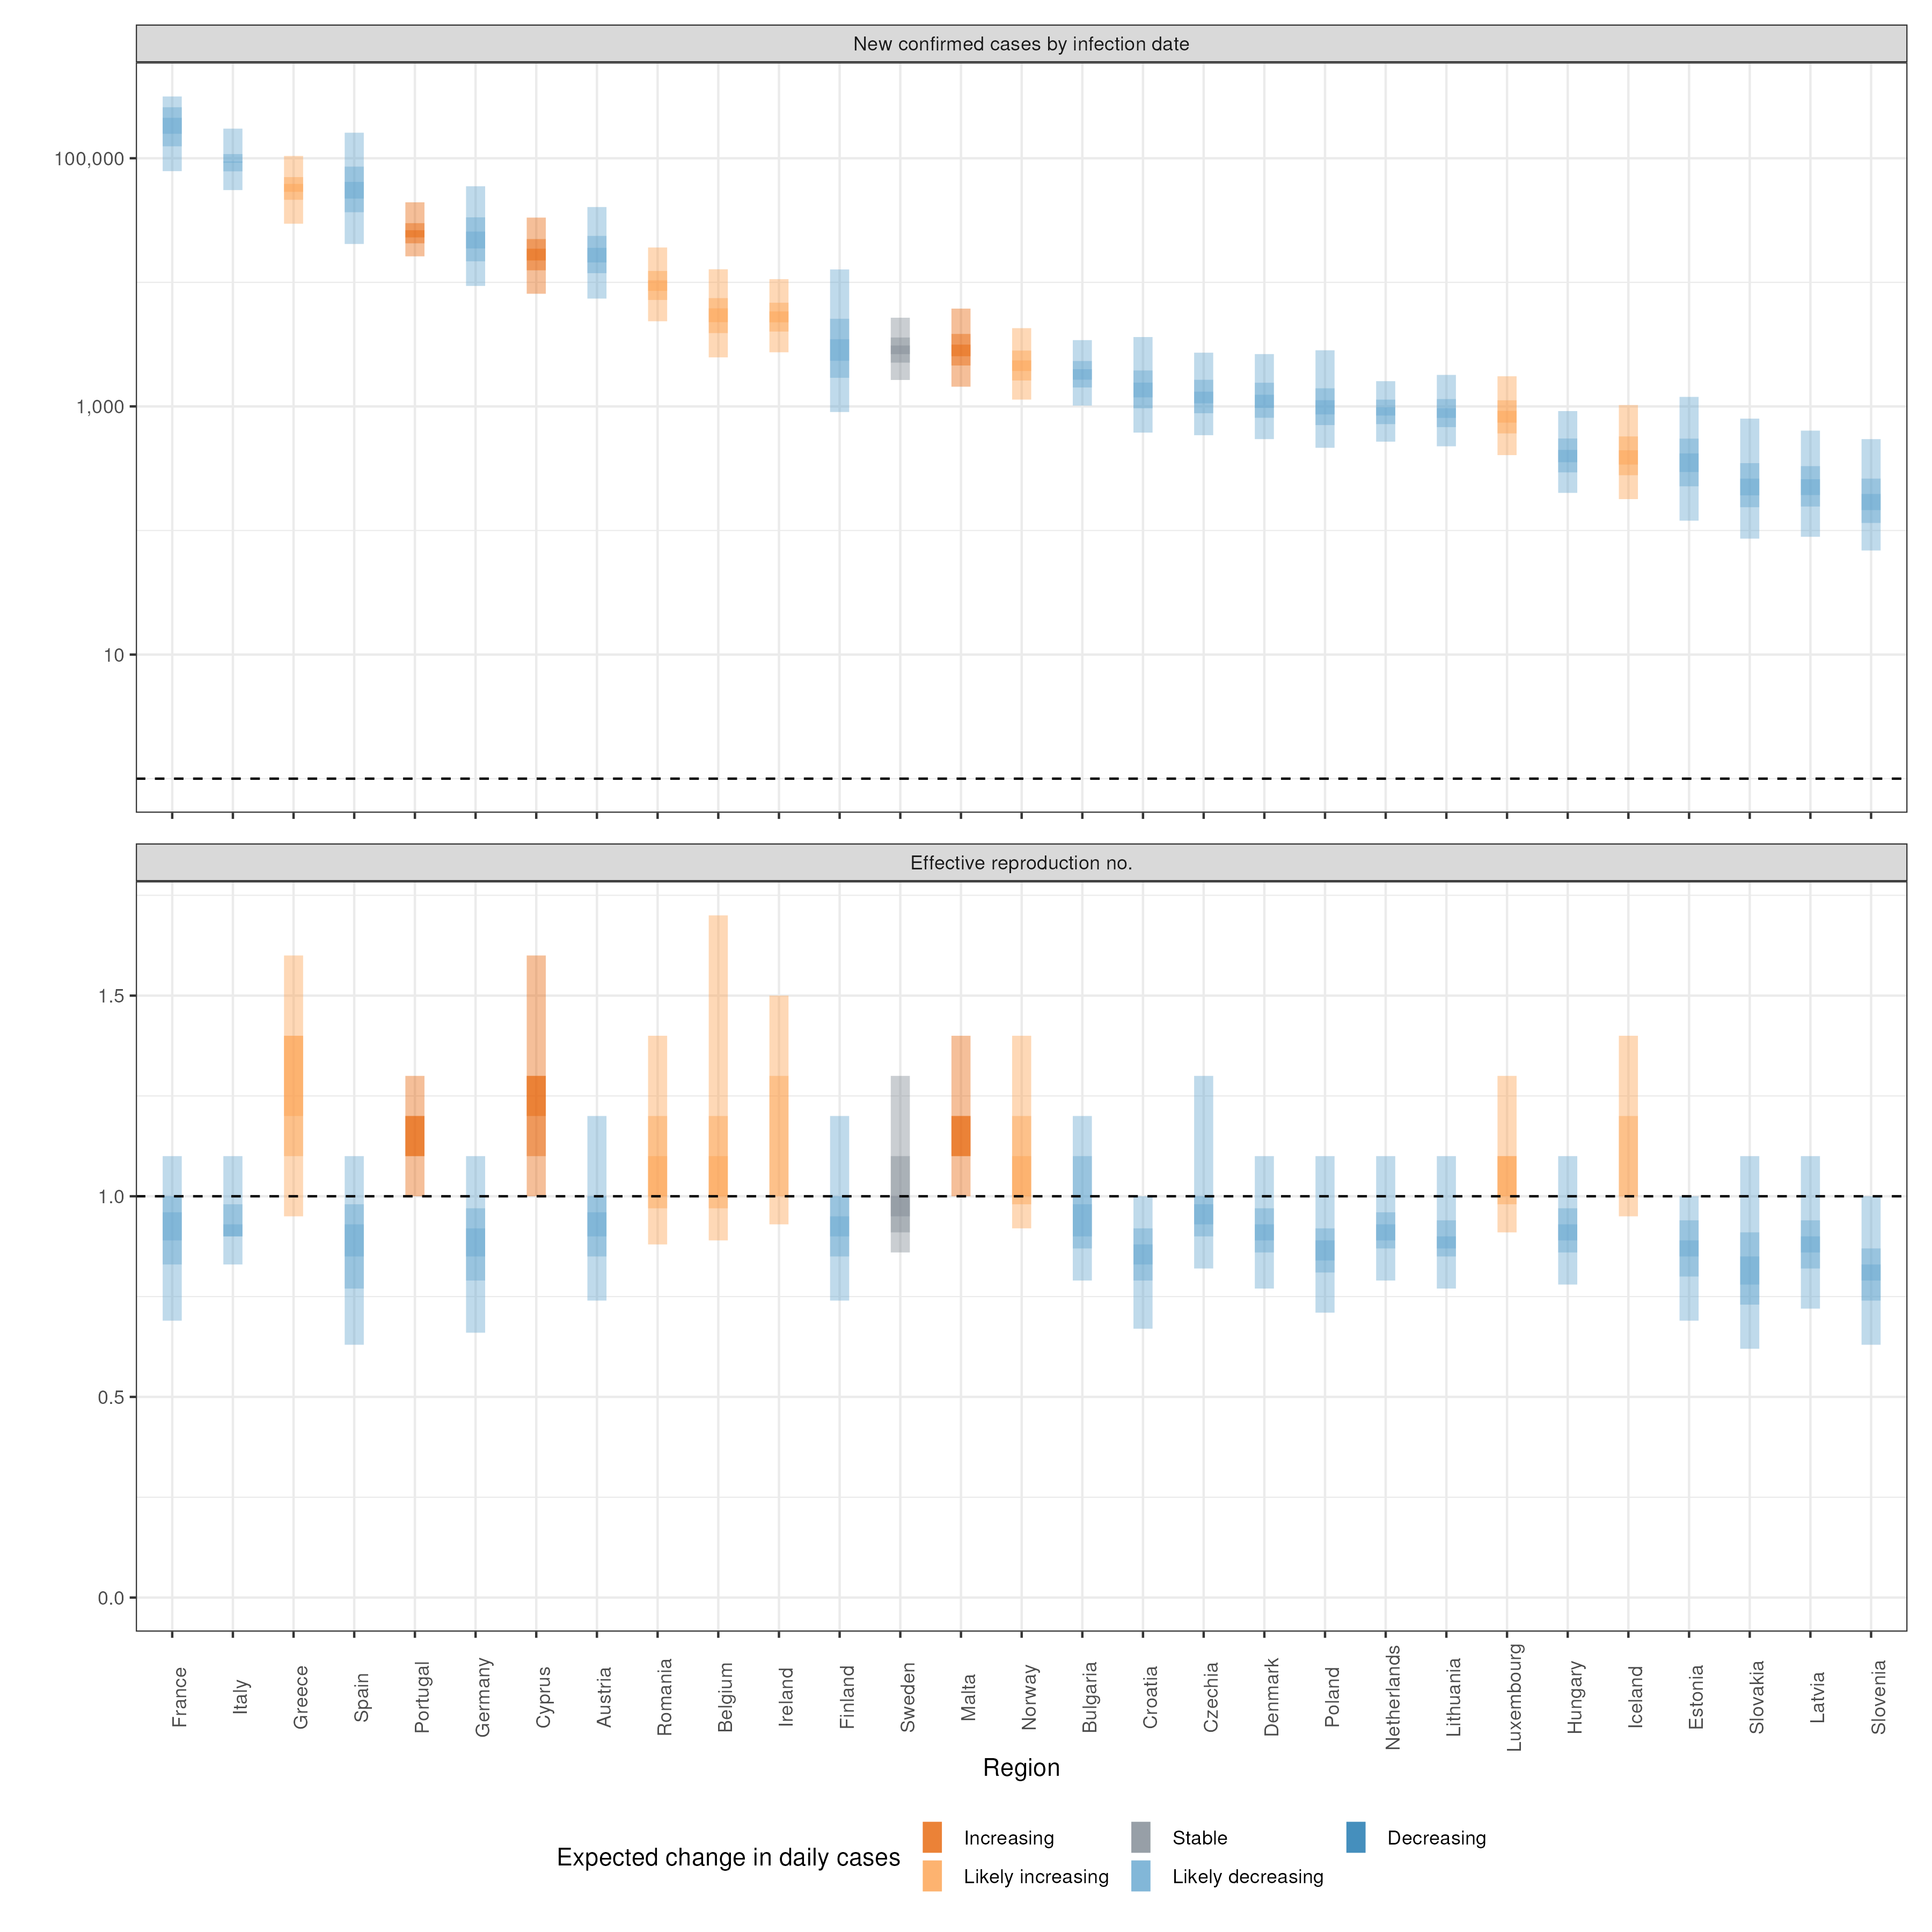 New confirmed cases by infection date
100,000
1,000
10
Effective reproduction no.
1.5
1.0
0.5
0.0
France
Italy
Greece
Spain
Portugal
Germany
Cyprus
Austria
Romania
Belgium
Ireland
Finland
Sweden
Malta
Norway
Bulgaria
Croatia
Czechia
Denmark
Poland
Netherlands
Lithuania
Luxembourg
Hungary
Iceland
Estonia
Slovakia
Latvia
Slovenia
Region
Expected change in daily cases
Increasing
Likely increasing
Stable
Likely decreasing
Decreasing